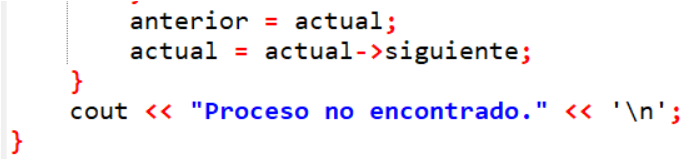 anterior = actual;
actual = actual->siguiente;
}
cout << "Proceso no encontrado." << '\n';
}